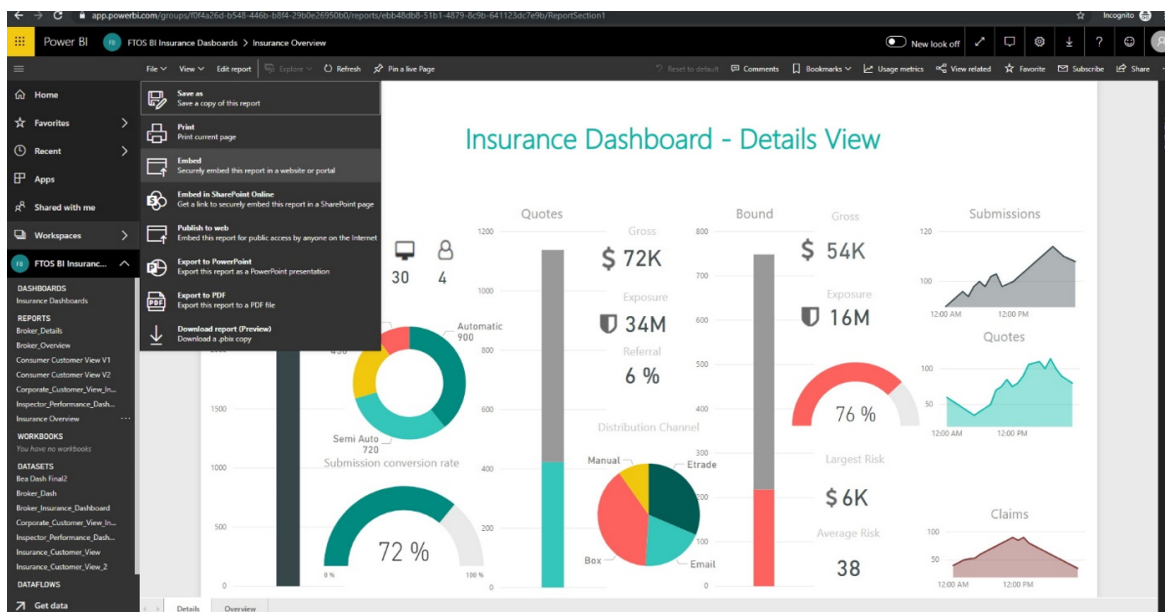 app.powerbi.com/groups/f0f4a26d-b548-446b-b8f4-29b0e26950b0/reports/ebb48db8-51b1-4879-8c9b-641123dc7e9b/ReportSection1
Incognito
Power BI
FB
FTOS BI Insurance Dasboards > Insurance Overview
New look off
File
View
Edit report
Explore
Refresh
Pin a live Page
Reset to default
Comments
Bookmarks
Usage metrics
View related
Favorite
Subscribe
Share
Home
Favorites
Recent
Apps
Shared with me
Workspaces
FB
FTOS BI Insuranc...
DASHBOARDS
Insurance Dashboards
REPORTS
Broker_Details
Broker_Overview
Consumer Customer View V1
Consumer Customer View V2
Corporate_Customer_View_In...
Inspector_Performance_Dash...
Insurance Overview
WORKBOOKS
You have no workbooks
DATASETS
Bea Dash Final2
Broker_Dash
Broker_Insurance_Dashboard
Corporate_Customer_View_In...
Inspector_Performance_Dash...
Insurance_Customer_View
Insurance_Customer_View_2
DATAFLOWS
Get data
Save as
Save a copy of this report
Print
Print current page
Embed
Securely embed this report in a website or portal
Embed in SharePoint Online
Get a link to securely embed this report in a SharePoint page
Publish to web
Embed this report for public access by anyone on the Internet
Export to PowerPoint
Export this report as a PowerPoint presentation
Export to PDF
Export this report to a PDF file
Download report (Preview)
Download a .pbix copy
Insurance Dashboard - Details View
30
4
Automatic
900
Semi Auto
720
1500
1000
500
0
Submission conversion rate
72 %
0 %
100 %
Quotes
1200
1000
800
600
400
200
0
Gross
$ 72K
Exposure
34M
Referral
6 %
Distribution Channel
Manual
Etrade
Box
Email
Bound
800
700
600
500
400
300
200
100
0
Gross
$ 54K
Exposure
16M
76 %
Largest Risk
$ 6K
Average Risk
38
Submissions
120
100
12:00 AM
12:00 PM
Quotes
100
50
12:00 AM
12:00 PM
Claims
100
50
12:00 AM
12:00 PM
Details
Overview